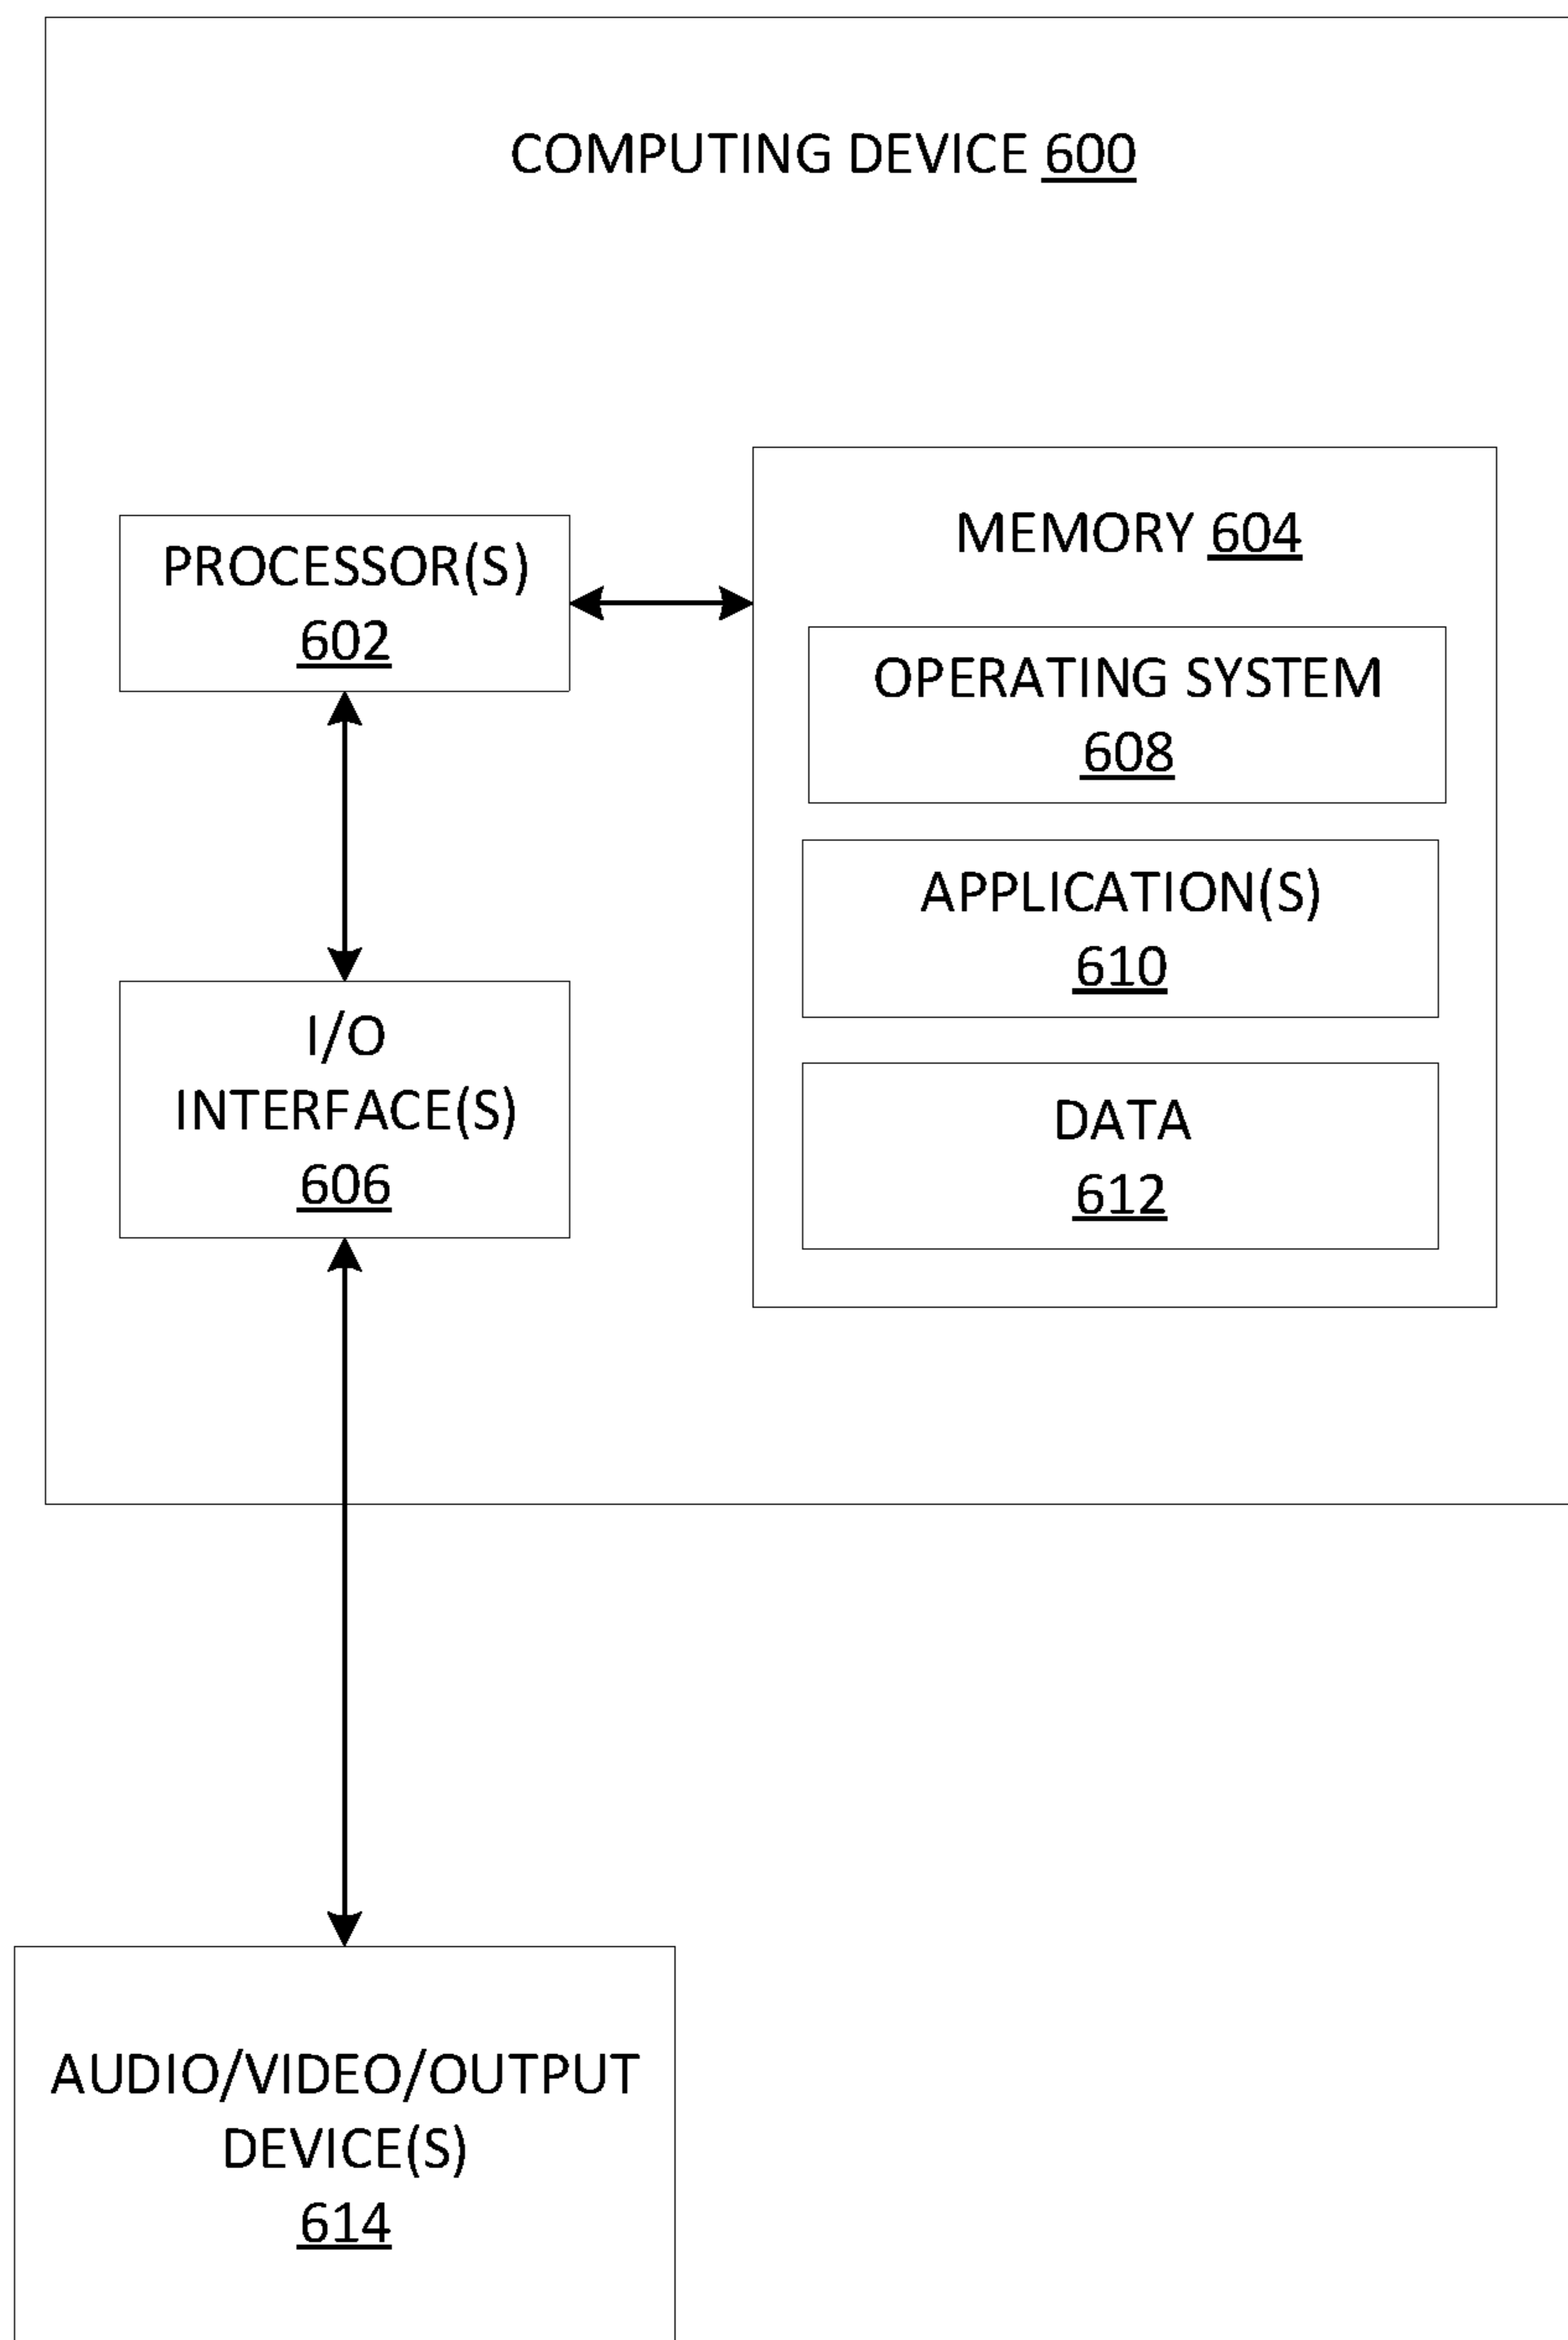 COMPUTING DEVICE 600
PROCESSOR(S)
602
MEMORY 604
OPERATING SYSTEM
608
APPLICATION(S)
610
I/O
INTERFACE(S)
606
DATA
612
AUDIO/VIDEO/OUTPUT
DEVICE(S)
614